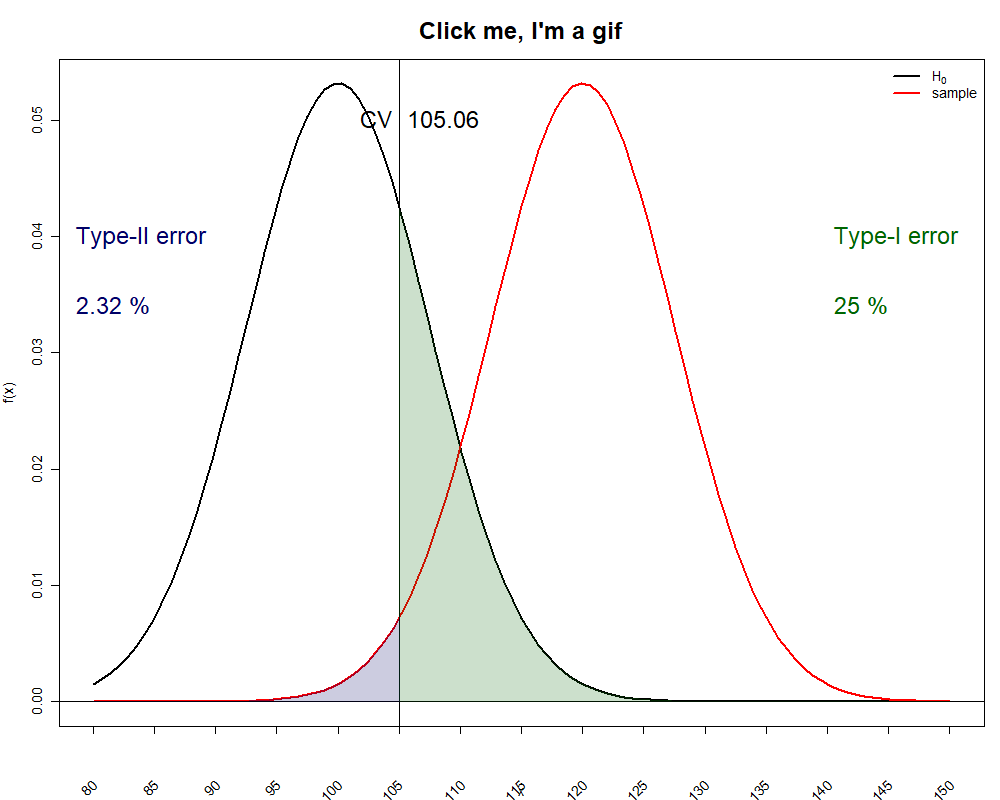 Click me, I'm a gif
H0
sample
CV 105.06
Type-II error
Type-I error
2.32 %
25 %
f(x)
0.05
0.04
0.03
0.02
0.01
0.00
80 85 90 95 100 105 110 115 120 125 130 135 140 145 150